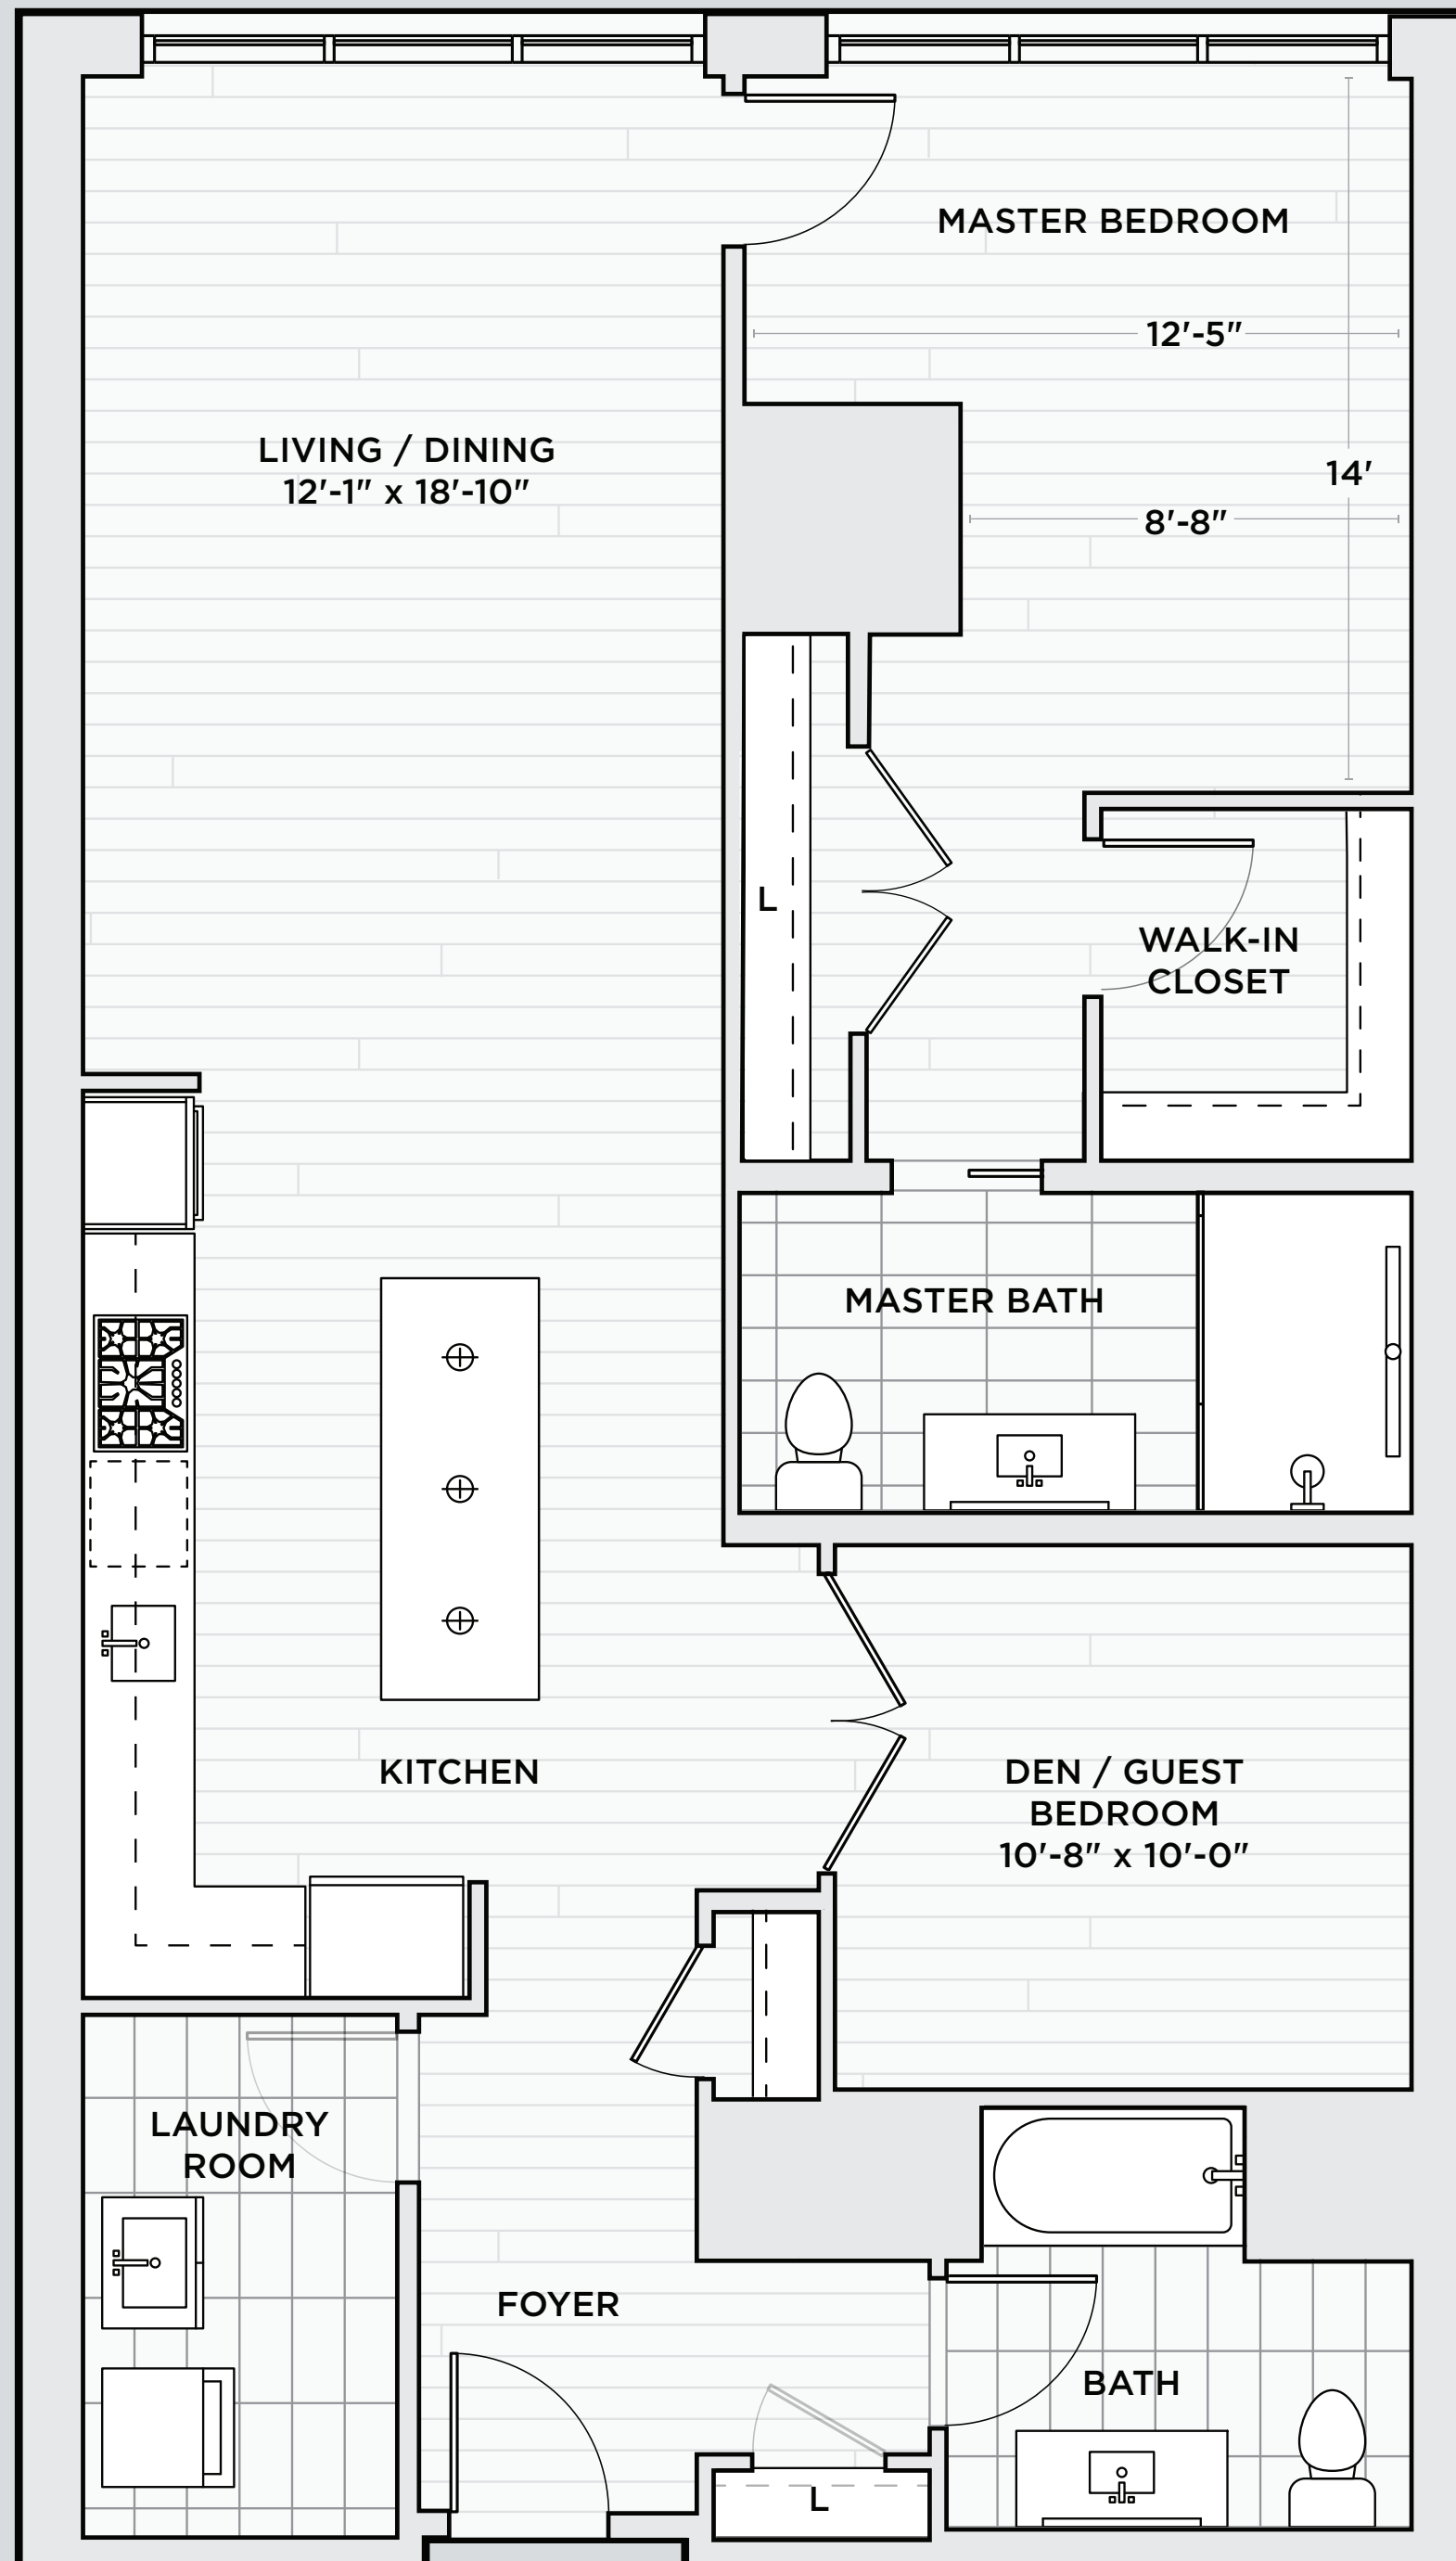 MASTER BEDROOM
12'-5"
LIVING / DINING
12'-1" x 18'-10"
14'
8'-8"
L
WALK-IN
CLOSET
MASTER BATH
KITCHEN
DEN / GUEST
BEDROOM
10'-8" x 10'-0"
LAUNDRY
ROOM
FOYER
BATH
L